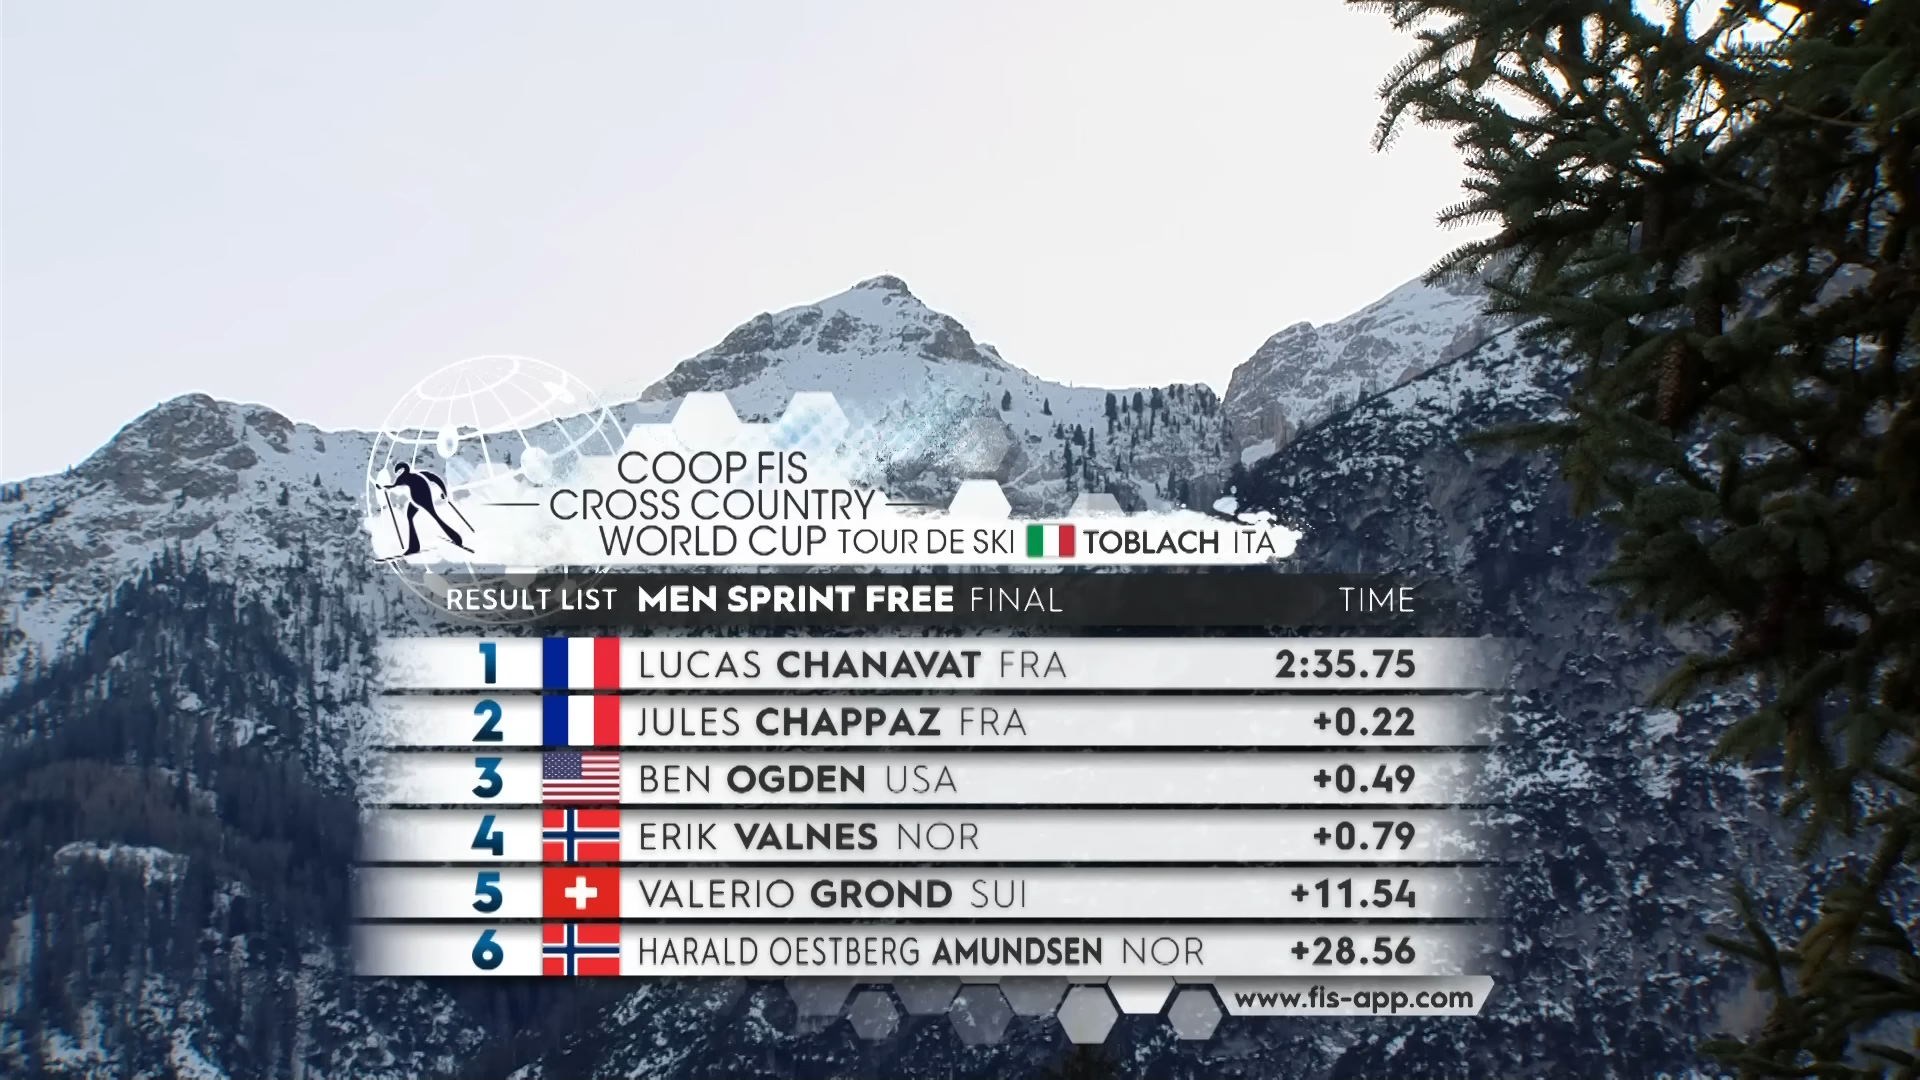 COOP FIS
CROSS COUNTRY
WORLD CUP TOUR DE SKI TOBLACH ITA
RESULT LIST MEN SPRINT FREE FINAL TIME
1 LUCAS CHANAVAT FRA 2:35.75
2 JULES CHAPPAZ FRA +0.22
3 BEN OGDEN USA +0.49
4 ERIK VALNES NOR +0.79
5 VALERIO GROND SUI +11.54
6 HARALD OESTBERG AMUNDSEN NOR +28.56
www.fis-app.com